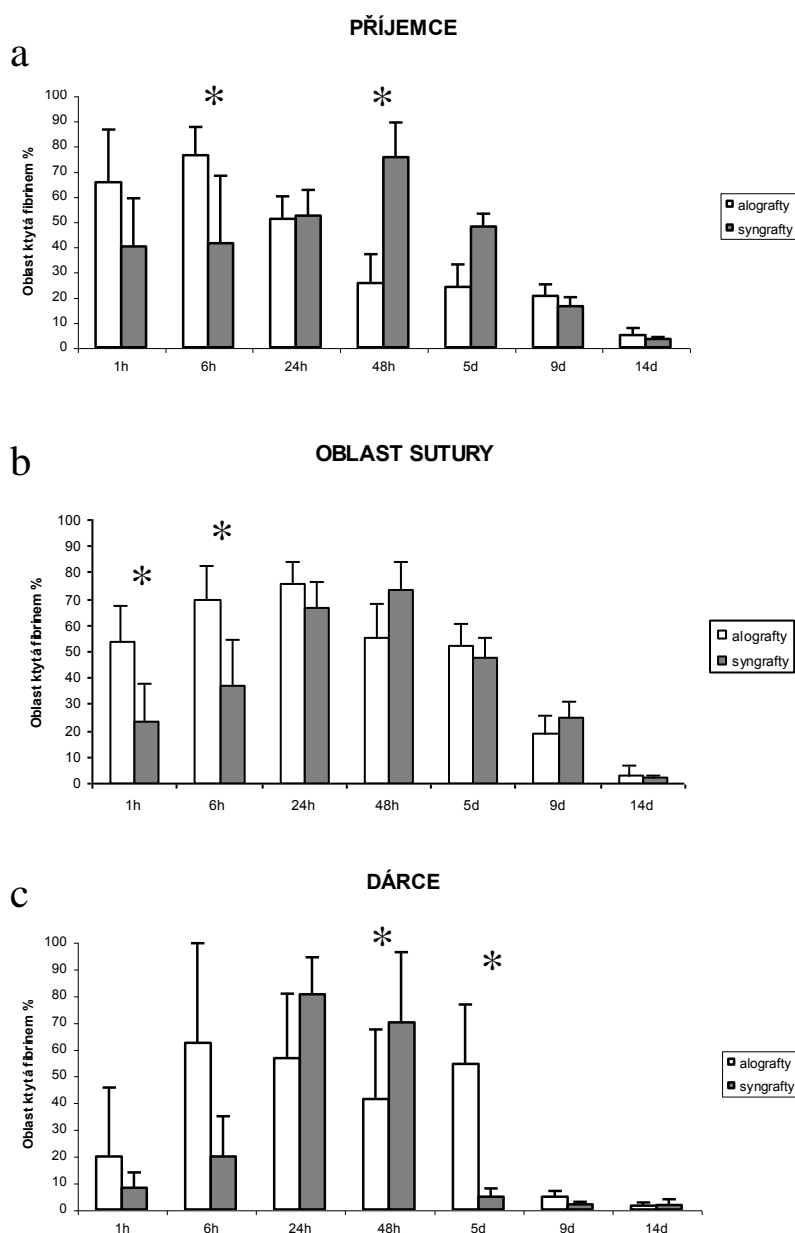 PŘÍJEMCE
a
100
90
80
70
60
50
40
30
20
10
0
Oblast ktytá fibrinem %
*
*
1h 6h 24h 48h 5d 9d 14d
alografty
syngrafty
OBLAST SUTURY
b
100
90
80
70
60
50
40
30
20
10
0
Oblast ktytá fibrinem %
*
*
1h 6h 24h 48h 5d 9d 14d
alografty
syngrafty
DÁRCE
c
100
90
80
70
60
50
40
30
20
10
0
Oblast ktytá fibrinem %
*
*
1h 6h 24h 48h 5d 9d 14d
alografty
syngrafty